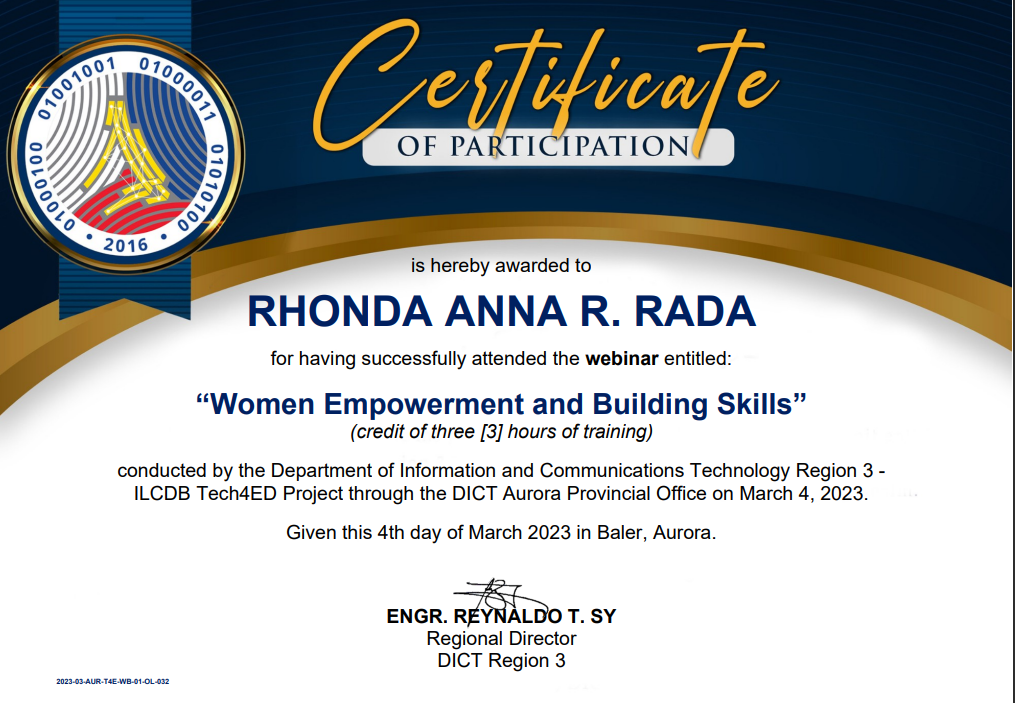 Certificate
OF PARTICIPATION
01001001 01000011
01000100 01010100
• 2016 •
is hereby awarded to
RHONDA ANNA R. RADA
for having successfully attended the webinar entitled:
“Women Empowerment and Building Skills”
(credit of three [3] hours of training)
conducted by the Department of Information and Communications Technology Region 3 -
ILCDB Tech4ED Project through the DICT Aurora Provincial Office on March 4, 2023.
Given this 4th day of March 2023 in Baler, Aurora.
ENGR. REYNALDO T. SY
Regional Director
DICT Region 3
2023-03-AUR-T4E-WB-01-OL-032